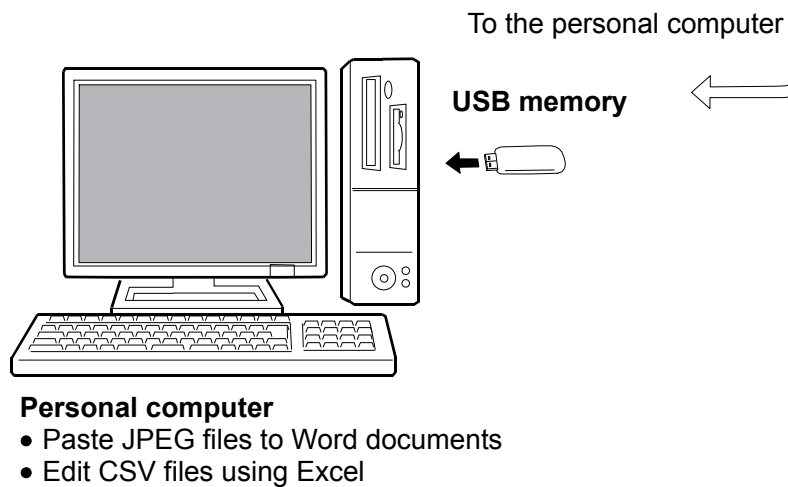 To the personal computer
USB memory
Personal computer
• Paste JPEG files to Word documents
• Edit CSV files using Excel